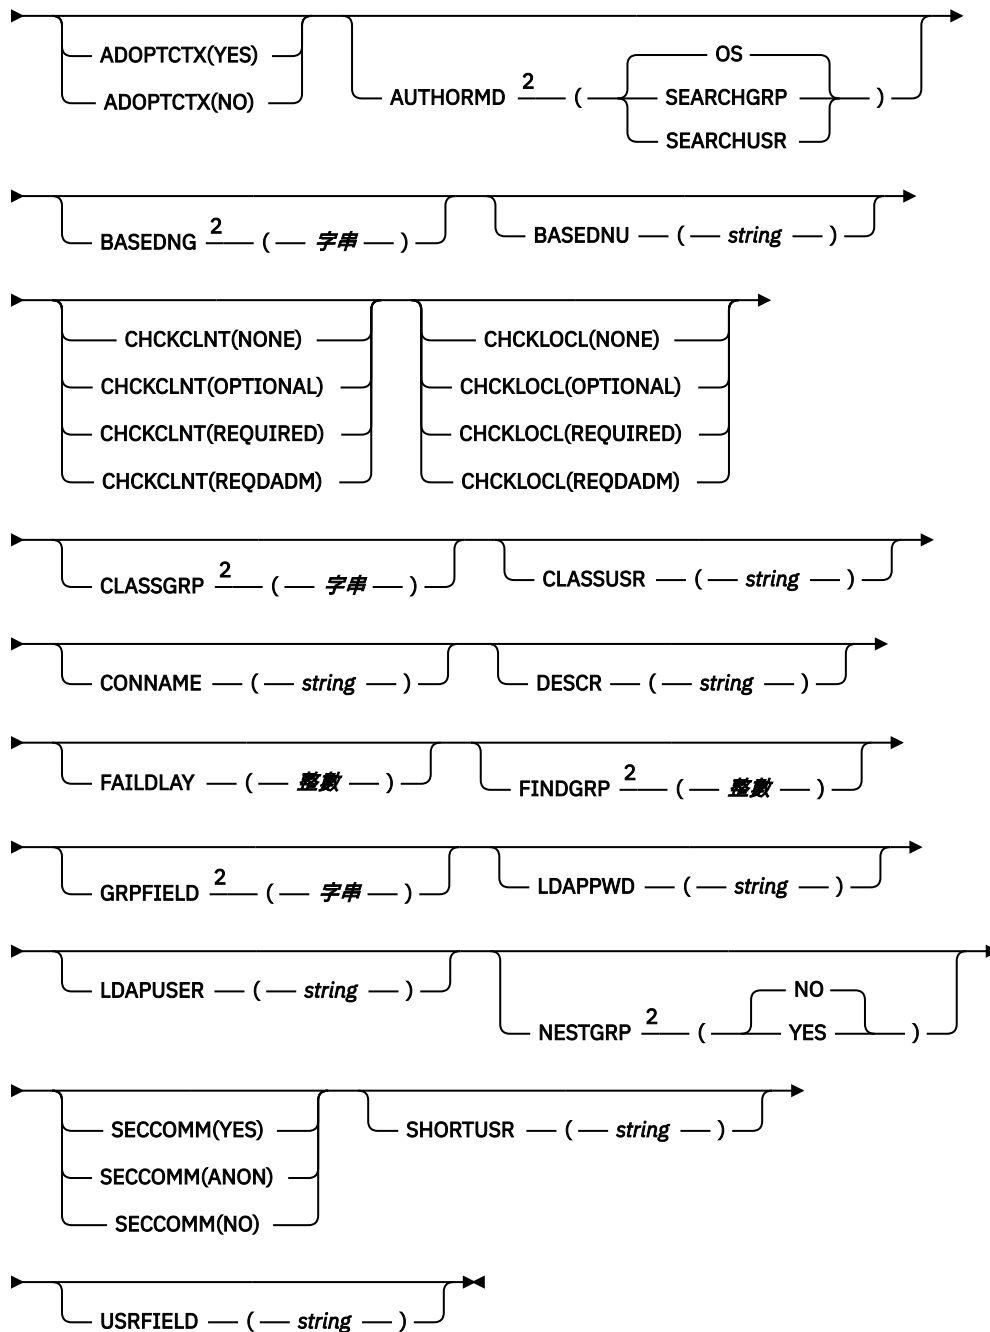 ADOPTCTX(YES)
ADOPTCTX(NO)
AUTHORMD 2 ( OS
SEARCHGRP
SEARCHUSR )
BASEDNG 2 ( 字串 )
BASEDNU ( string )
CHCKCLNT(NONE)
CHCKCLNT(OPTIONAL)
CHCKCLNT(REQUIRED)
CHCKCLNT(REQDADM)
CHCKLOCL(NONE)
CHCKLOCL(OPTIONAL)
CHCKLOCL(REQUIRED)
CHCKLOCL(REQDADM)
CLASSGRP 2 ( 字串 )
CLASSUSR ( string )
CONNAME ( string )
DESCR ( string )
FAILDLAY ( 整數 )
FINDGRP 2 ( 整數 )
GRPFIELD 2 ( 字串 )
LDAPPWD ( string )
LDAPUSER ( string )
NESTGRP 2 ( NO
YES )
SECCOMM(YES)
SECCOMM(ANON)
SECCOMM(NO)
SHORTUSR ( string )
USRFIELD ( string )